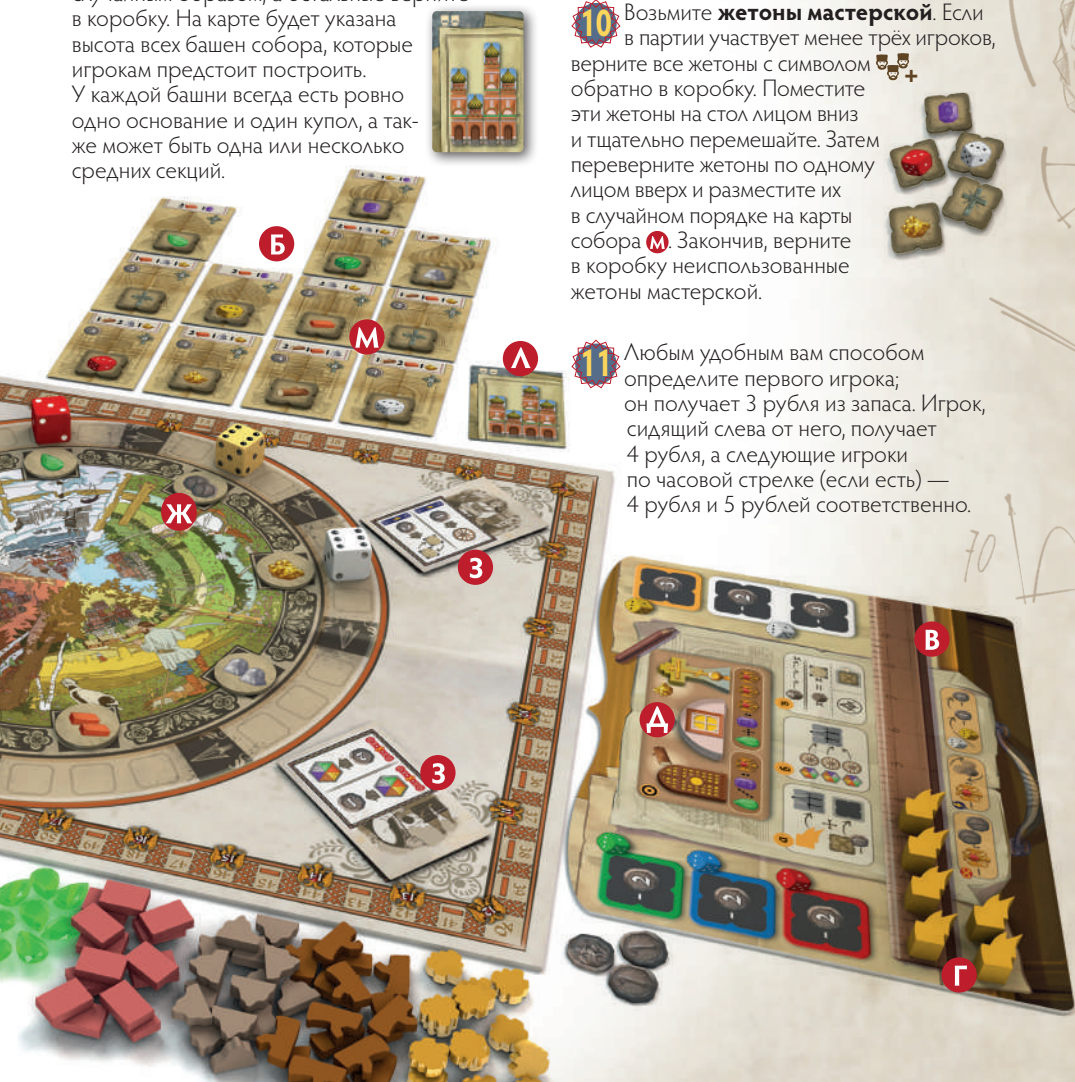 в коробку. На карте будет указана
высота всех башен собора, которые
игрокам предстоит построить.
У каждой башни всегда есть ровно
одно основание и один купол, а так-
же может быть одна или несколько
средних секций.
10 Возьмите жетоны мастерской. Если
в партии участвует менее трёх игроков,
верните все жетоны с символом +
обратно в коробку. Поместите
эти жетоны на стол лицом вниз
и тщательно перемешайте. Затем
переверните жетоны по одному
лицом вверх и разместите их
в случайном порядке на карты
собора М. Закончив, верните
в коробку неиспользованные
жетоны мастерской.
11 Любым удобным вам способом
определите первого игрока;
он получает 3 рубля из запаса. Игрок,
сидящий слева от него, получает
4 рубля, а следующие игроки
по часовой стрелке (если есть) —
4 рубля и 5 рублей соответственно.
Б
М
Л
Ж
З
З
В
Д
Г
70